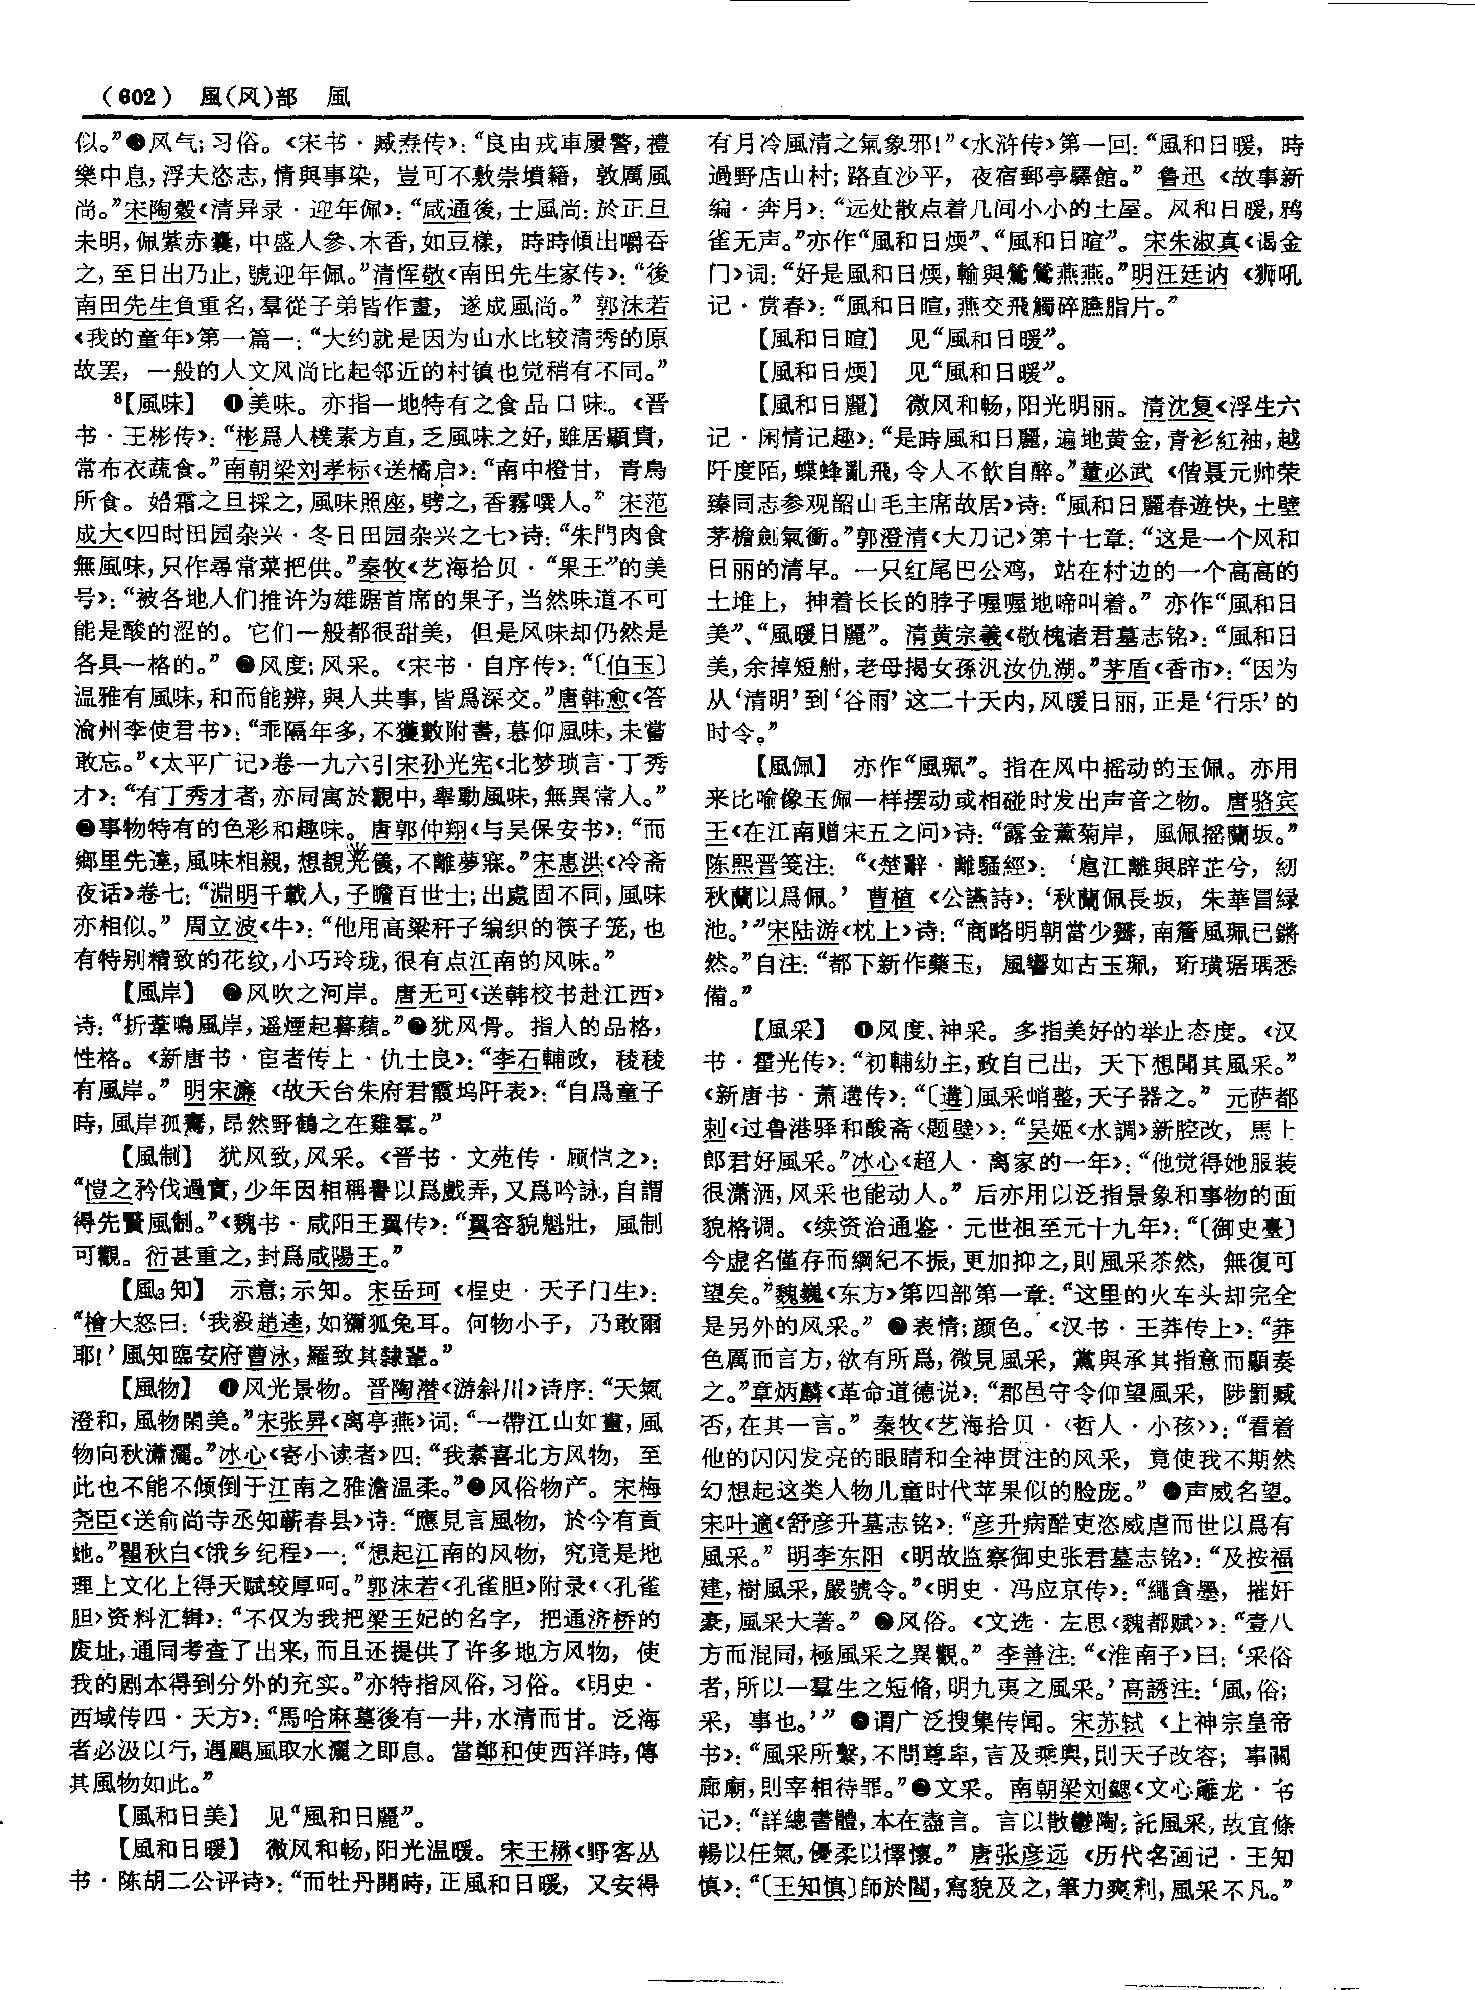 （602） 風(风)部 風
似。”❸风气；习俗。《宋书·臧焘传》：“良由戎車屢警，禮
樂中息，浮夫恣志，情與事染，豈可不敷崇墳籍，敦厲風
尚。”宋陶穀《清异录·迎年佩》：“咸通後，士風尚：於正旦
未明，佩紫赤囊，中盛人參、木香，如豆樣，時時傾出嚼吞
之，至日出乃止，號迎年佩。”清恽敬《南田先生家传》：“後
南田先生負重名，羣從子弟皆作畫，遂成風尚。”郭沫若
《我的童年》第一篇一：“大约就是因为山水比较清秀的原
故罢，一般的人文风尚比起邻近的村镇也觉稍有不同。”
⁸【風味】 ❶美味。亦指一地特有之食品口味。《晋
书·王彬传》：“彬爲人樸素方直，乏風味之好，雖居顯貴，
常布衣蔬食。”南朝梁刘孝标《送橘启》：“南中橙甘，青鳥
所食。始霜之旦採之，風味照座，劈之，香霧噀人。”宋范
成大《四时田园杂兴·冬日田园杂兴之七》诗：“朱門肉食
無風味，只作尋常菜把供。”秦牧《艺海拾贝·“果王”的美
号》：“被各地人们推许为雄踞首席的果子，当然味道不可
能是酸的涩的。它们一般都很甜美，但是风味却仍然是
各具一格的。”❷风度；风采。《宋书·自序传》：“〔伯玉〕
温雅有風味，和而能辨，與人共事，皆爲深交。”唐韩愈《答
渝州李使君书》：“乖隔年多，不獲數附書，慕仰風味，未嘗
敢忘。”《太平广记》卷一九六引宋孙光宪《北梦琐言·丁秀
才》：“有丁秀才者，亦同寓於觀中，舉動風味，無異常人。”
❸事物特有的色彩和趣味。唐郭仲翔《与吴保安书》：“而
鄉里先達，風味相親，想覩光儀，不離夢寐。”宋惠洪《冷斋
夜话》卷七：“淵明千載人，子瞻百世士；出處固不同，風味
亦相似。”周立波《牛》：“他用高粱秆子编织的筷子笼，也
有特别精致的花纹，小巧玲珑，很有点江南的风味。”
【風岸】 ❶风吹之河岸。唐无可《送韩校书赴江西》
诗：“折葦鳴風岸，遥煙起暮蘋。”❷犹风骨。指人的品格，
性格。《新唐书·宦者传上·仇士良》：“李石輔政，稜稜
有風岸。”明宋濂《故天台朱府君霞坞阡表》：“自爲童子
時，風岸孤騫，昂然野鶴之在雞羣。”
【風制】 犹风致，风采。《晋书·文苑传·顾恺之》：
“愷之矜伐過實，少年因相稱譽以爲戲弄，又爲吟詠，自謂
得先賢風制。”《魏书·咸阳王翼传》：“翼容貌魁壯，風制
可觀。衍甚重之，封爲咸陽王。”
【風₃知】 示意；示知。宋岳珂《桯史·天子门生》：
“檜大怒曰：‘我殺趙逵，如獮狐兔耳。何物小子，乃敢爾
耶！’風知臨安府曹泳，羅致其隸輩。”
【風物】 ❶风光景物。晋陶潜《游斜川》诗序：“天氣
澄和，風物閑美。”宋张昪《离亭燕》词：“一帶江山如畫，風
物向秋瀟灑。”冰心《寄小读者》四：“我素喜北方风物，至
此也不能不倾倒于江南之雅澹温柔。”❷风俗物产。宋梅
尧臣《送俞尚寺丞知蕲春县》诗：“應見言風物，於今有貢
虵。”瞿秋白《饿乡纪程》一：“想起江南的风物，究竟是地
理上文化上得天赋较厚呵。”郭沫若《孔雀胆》附录《〈孔雀
胆〉资料汇辑》：“不仅为我把梁王妃的名字，把通济桥的
废址，通同考查了出来，而且还提供了许多地方风物，使
我的剧本得到分外的充实。”亦特指风俗，习俗。《明史·
西域传四·天方》：“馬哈麻墓後有一井，水清而甘。泛海
者必汲以行，遇颶風取水灑之即息。當鄭和使西洋時，傳
其風物如此。”
【風和日美】 见“風和日麗”。
【風和日暖】 微风和畅，阳光温暖。宋王楙《野客丛
书·陈胡二公评诗》：“而牡丹開時，正風和日暖，又安得
有月冷風清之氣象邪！”《水浒传》第一回：“風和日暖，時
過野店山村；路直沙平，夜宿郵亭驛館。”鲁迅《故事新
编·奔月》：“远处散点着几间小小的土屋。风和日暖，鸦
雀无声。”亦作“風和日煗”、“風和日暄”。宋朱淑真《谒金
门》词：“好是風和日煗，輸與鶯鶯燕燕。”明汪廷讷《狮吼
记·赏春》：“風和日暄，燕交飛觸碎臙脂片。”
【風和日暄】 见“風和日暖”。
【風和日煗】 见“風和日暖”。
【風和日麗】 微风和畅，阳光明丽。清沈复《浮生六
记·闲情记趣》：“是時風和日麗，遍地黄金，青衫紅袖，越
阡度陌，蝶蜂亂飛，令人不飲自醉。”董必武《偕聂元帅荣
臻同志参观韶山毛主席故居》诗：“風和日麗春遊快，土壁
茅檐劍氣衝。”郭澄清《大刀记》第十七章：“这是一个风和
日丽的清早。一只红尾巴公鸡，站在村边的一个高高的
土堆上，抻着长长的脖子喔喔地啼叫着。”亦作“風和日
美”、“風暖日麗”。清黄宗羲《敬槐诸君墓志铭》：“風和日
美，余掉短艄，老母揭女孫汎汝仇湖。”茅盾《香市》：“因为
从‘清明’到‘谷雨’这二十天内，风暖日丽，正是‘行乐’的
时令。”
【風佩】 亦作“風珮”。指在风中摇动的玉佩。亦用
来比喻像玉佩一样摆动或相碰时发出声音之物。唐骆宾
王《在江南赠宋五之问》诗：“露金薰菊岸，風佩摇蘭坂。”
陈熙晋笺注：“《楚辭·離騷經》：‘扈江離與辟芷兮，紉
秋蘭以爲佩。’曹植《公讌詩》：‘秋蘭佩長坂，朱華冒緑
池。’”宋陆游《枕上》诗：“商略明朝當少霽，南簷風珮已鏘
然。”自注：“都下新作藥玉，風響如古玉珮，珩璜琚瑀悉
備。”
【風采】 ❶风度、神采。多指美好的举止态度。《汉
书·霍光传》：“初輔幼主，政自己出，天下想聞其風采。”
《新唐书·萧遘传》：“〔遘〕風采峭整，天子器之。”元萨都
剌《过鲁港驿和酸斋〈题壁〉》：“吴姬《水調》新腔改，馬上
郎君好風采。”冰心《超人·离家的一年》：“他觉得她服装
很潇洒，风采也能动人。”后亦用以泛指景象和事物的面
貌格调。《续资治通鉴·元世祖至元十九年》：“〔御史臺〕
今虚名僅存而綱紀不振，更加抑之，則風采苶然，無復可
望矣。”魏巍《东方》第四部第一章：“这里的火车头却完全
是另外的风采。”❷表情；颜色。《汉书·王莽传上》：“莽
色厲而言方，欲有所爲，微見風采，黨與承其指意而顯奏
之。”章炳麟《革命道德说》：“郡邑守令仰望風采，陟罰臧
否，在其一言。”秦牧《艺海拾贝·〈哲人·小孩〉》：“看着
他的闪闪发亮的眼睛和全神贯注的风采，竟使我不期然
幻想起这类人物儿童时代苹果似的脸庞。”❸声威名望。
宋叶適《舒彦升墓志铭》：“彦升病酷吏恣威虐而世以爲有
風采。”明李东阳《明故监察御史张君墓志铭》：“及按福
建，樹風采，嚴號令。”《明史·冯应京传》：“繩貪墨，摧奸
豪，風采大著。”❹风俗。《文选·左思〈魏都赋〉》：“壹八
方而混同，極風采之異觀。”李善注：“《淮南子》曰：‘采俗
者，所以一羣生之短脩，明九夷之風采。’高誘注：‘風，俗；
采，事也。’”❺谓广泛搜集传闻。宋苏轼《上神宗皇帝
书》：“風采所繫，不問尊卑，言及乘輿，則天子改容；事關
廊廟，則宰相待罪。”❻文采。南朝梁刘勰《文心雕龙·书
记》：“詳總書體，本在盡言。言以散鬱陶，託風采，故宜條
暢以任氣，優柔以懌懷。”唐张彦远《历代名画记·王知
慎》：“〔王知慎〕師於閻，寫貌及之，筆力爽利，風采不凡。”